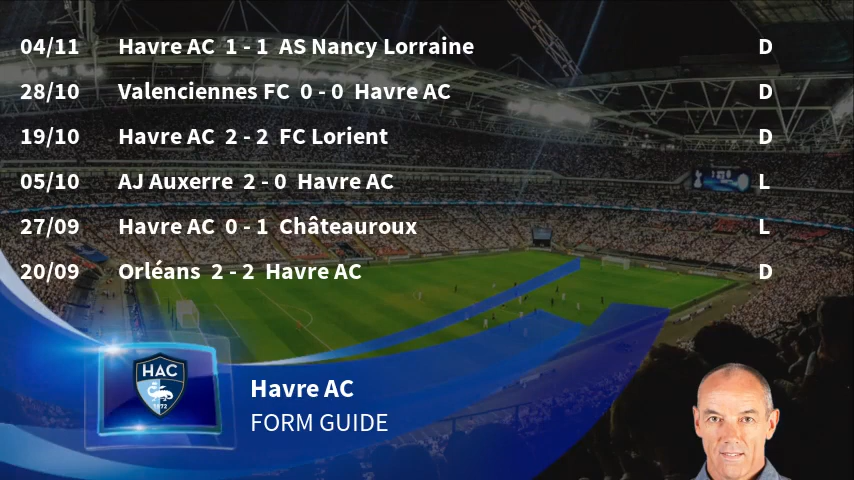 04/11 Havre AC 1 - 1 AS Nancy Lorraine D
28/10 Valenciennes FC 0 - 0 Havre AC D
19/10 Havre AC 2 - 2 FC Lorient D
05/10 AJ Auxerre 2 - 0 Havre AC L
27/09 Havre AC 0 - 1 Châteauroux L
20/09 Orléans 2 - 2 Havre AC D
HAC
1872
Havre AC
FORM GUIDE